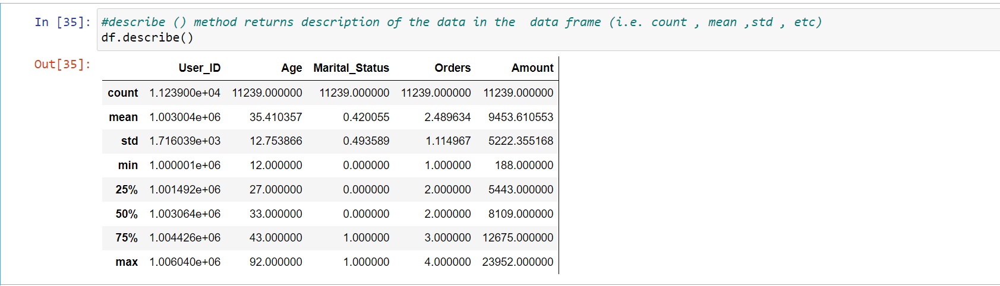 In [35]: #describe () method returns description of the data in the  data frame (i.e. count , mean ,std , etc)
df.describe()
Out[35]:
User_ID Age Marital_Status Orders Amount
count 1.123900e+04 11239.000000 11239.000000 11239.000000 11239.000000
mean 1.003004e+06 35.410357 0.420055 2.489634 9453.610553
std 1.716039e+03 12.753866 0.493589 1.114967 5222.355168
min 1.000001e+06 12.000000 0.000000 1.000000 188.000000
25% 1.001492e+06 27.000000 0.000000 2.000000 5443.000000
50% 1.003064e+06 33.000000 0.000000 2.000000 8109.000000
75% 1.004426e+06 43.000000 1.000000 3.000000 12675.000000
max 1.006040e+06 92.000000 1.000000 4.000000 23952.000000